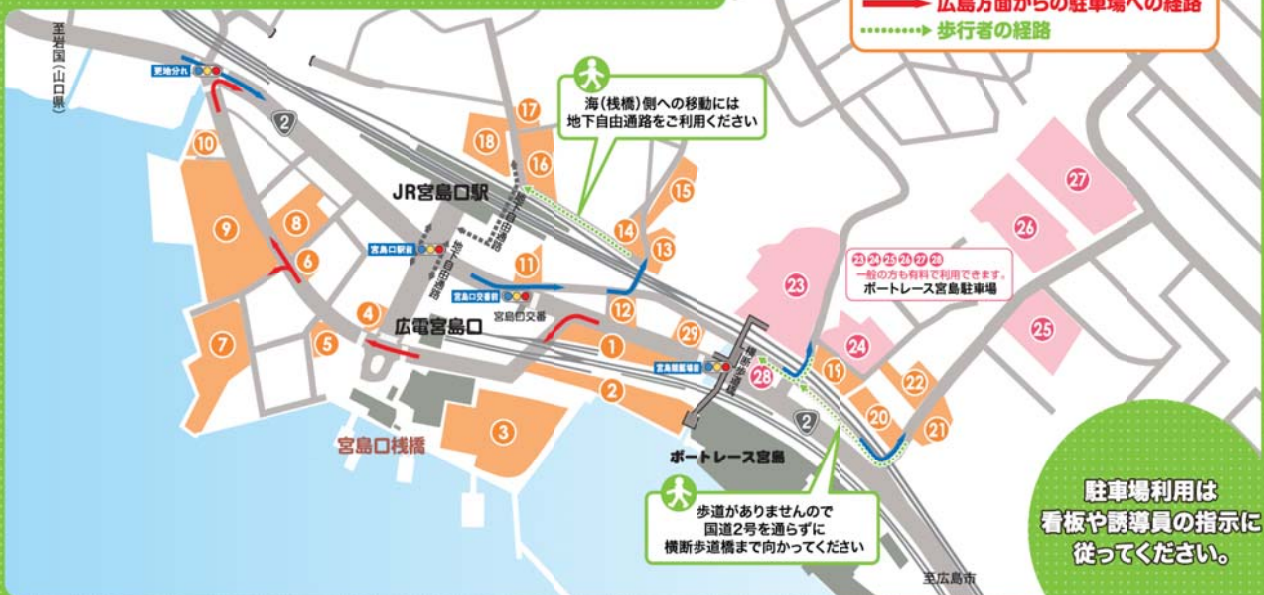 広島方面からの駐車場への経路
歩行者の経路
至岩国(山口県)
更地分れ
2
海(桟橋)側への移動には
地下自由通路をご利用ください
17
18
16
10
JR宮島口駅
地下自由通路
15
27
9
8
14
13
26
宮島口駅前
地下自由通路
11
6
23 24 25 26 27 28
一般の方も有料で利用できます。
ボートレース宮島駐車場
23
宮島口交番前
宮島口交番
12
4
広電宮島口
29
25
7
5
1
24
横断歩道橋
28
19
22
2
20
2
21
3
宮島口桟橋
ボートレース宮島
歩道がありませんので
国道2号を通らずに
横断歩道橋まで向かってください
駐車場利用は
看板や誘導員の指示に
従ってください。
至広島市